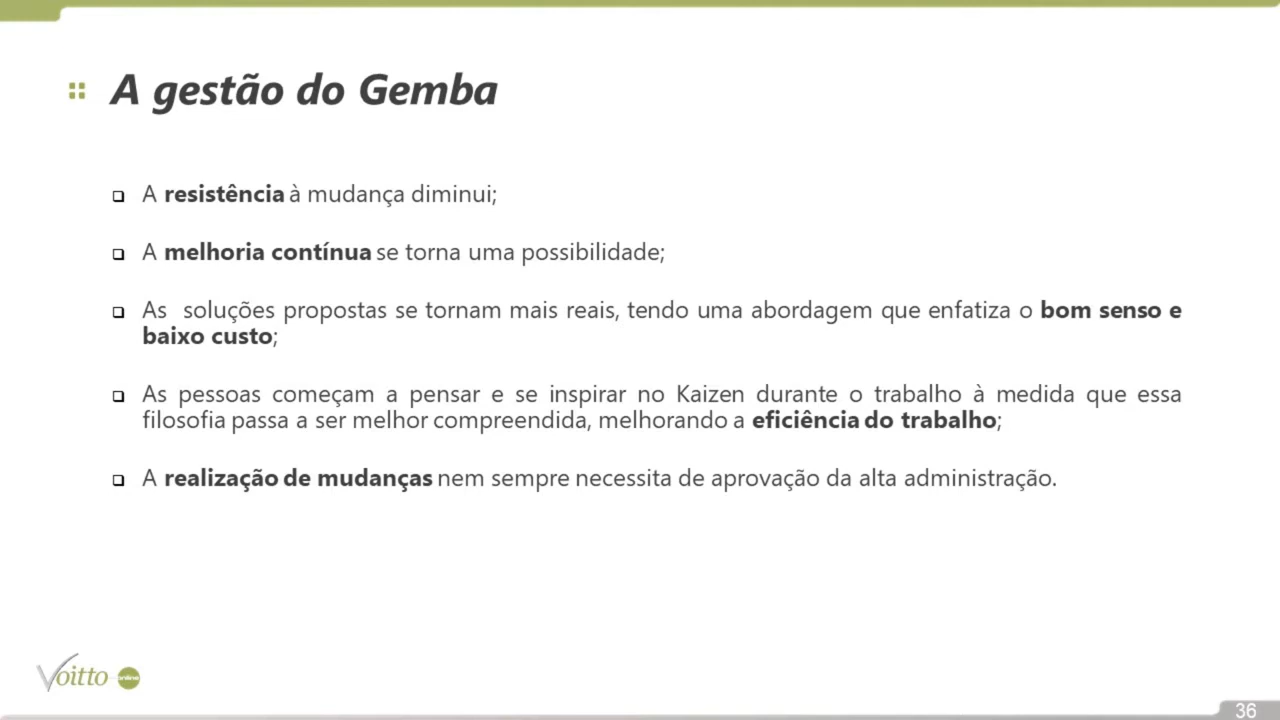 A gestão do Gemba
A resistência à mudança diminui;
A melhoria contínua se torna uma possibilidade;
As soluções propostas se tornam mais reais, tendo uma abordagem que enfatiza o bom senso e
baixo custo;
As pessoas começam a pensar e se inspirar no Kaizen durante o trabalho à medida que essa
filosofia passa a ser melhor compreendida, melhorando a eficiência do trabalho;
A realização de mudanças nem sempre necessita de aprovação da alta administração.
Voitto online
36